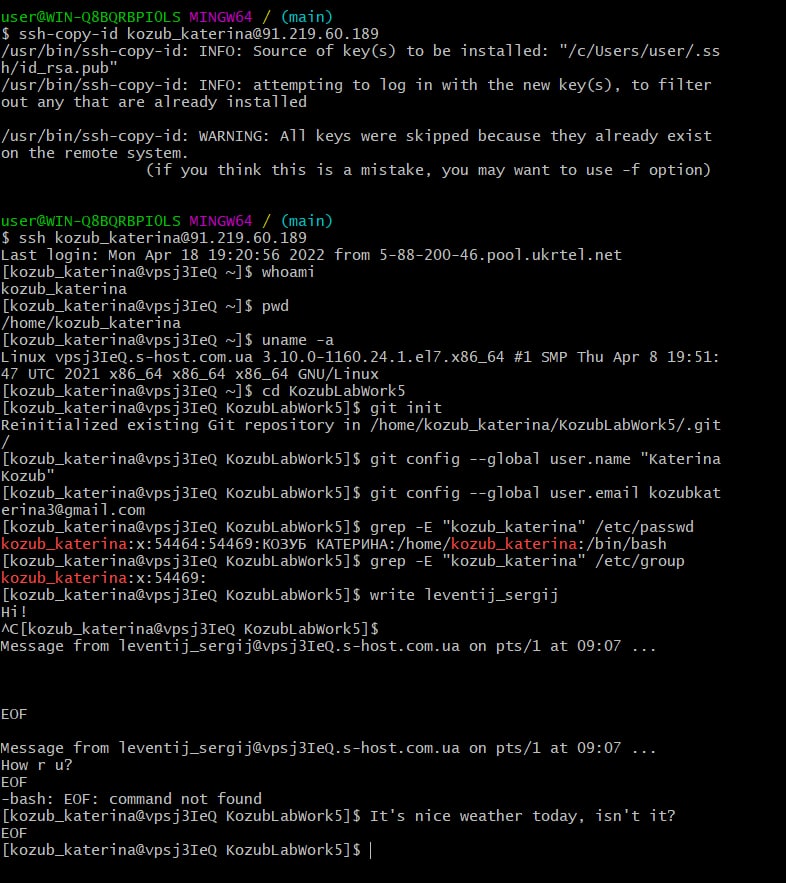 user@WIN-Q8BQRBPI0LS MINGW64 / (main)
$ ssh-copy-id kozub_katerina@91.219.60.189
/usr/bin/ssh-copy-id: INFO: Source of key(s) to be installed: "/c/Users/user/.ss
h/id_rsa.pub"
/usr/bin/ssh-copy-id: INFO: attempting to log in with the new key(s), to filter
out any that are already installed
/usr/bin/ssh-copy-id: WARNING: All keys were skipped because they already exist
on the remote system.
(if you think this is a mistake, you may want to use -f option)
user@WIN-Q8BQRBPI0LS MINGW64 / (main)
$ ssh kozub_katerina@91.219.60.189
Last login: Mon Apr 18 19:20:56 2022 from 5-88-200-46.pool.ukrtel.net
[kozub_katerina@vpsj3IeQ ~]$ whoami
kozub_katerina
[kozub_katerina@vpsj3IeQ ~]$ pwd
/home/kozub_katerina
[kozub_katerina@vpsj3IeQ ~]$ uname -a
Linux vpsj3IeQ.s-host.com.ua 3.10.0-1160.24.1.el7.x86_64 #1 SMP Thu Apr 8 19:51:
47 UTC 2021 x86_64 x86_64 x86_64 GNU/Linux
[kozub_katerina@vpsj3IeQ ~]$ cd KozubLabWork5
[kozub_katerina@vpsj3IeQ KozubLabWork5]$ git init
Reinitialized existing Git repository in /home/kozub_katerina/KozubLabWork5/.git
/
[kozub_katerina@vpsj3IeQ KozubLabWork5]$ git config --global user.name "Katerina
Kozub"
[kozub_katerina@vpsj3IeQ KozubLabWork5]$ git config --global user.email kozubkat
erina3@gmail.com
[kozub_katerina@vpsj3IeQ KozubLabWork5]$ grep -E "kozub_katerina" /etc/passwd
kozub_katerina:x:54464:54469:КОЗУБ КАТЕРИНА:/home/kozub_katerina:/bin/bash
[kozub_katerina@vpsj3IeQ KozubLabWork5]$ grep -E "kozub_katerina" /etc/group
kozub_katerina:x:54469:
[kozub_katerina@vpsj3IeQ KozubLabWork5]$ write leventij_sergij
Hi!
^C[kozub_katerina@vpsj3IeQ KozubLabWork5]$
Message from leventij_sergij@vpsj3IeQ.s-host.com.ua on pts/1 at 09:07 ...
EOF
Message from leventij_sergij@vpsj3IeQ.s-host.com.ua on pts/1 at 09:07 ...
How r u?
EOF
-bash: EOF: command not found
[kozub_katerina@vpsj3IeQ KozubLabWork5]$ It's nice weather today, isn't it?
EOF
[kozub_katerina@vpsj3IeQ KozubLabWork5]$